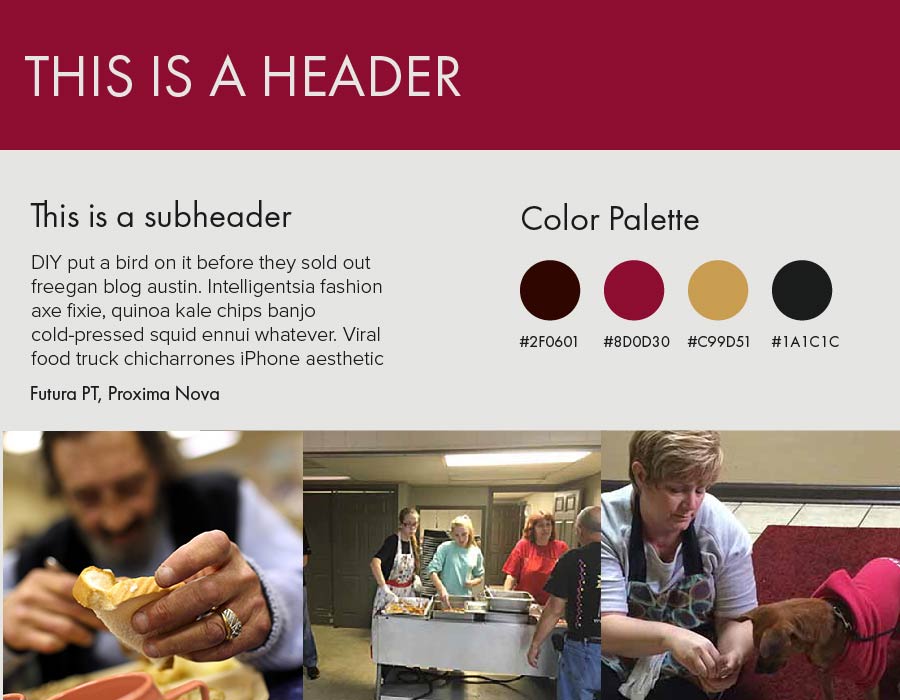 THIS IS A HEADER
This is a subheader
DIY put a bird on it before they sold out
freegan blog austin. Intelligentsia fashion
axe fixie, quinoa kale chips banjo
cold-pressed squid ennui whatever. Viral
food truck chicharrones iPhone aesthetic
Futura PT, Proxima Nova
Color Palette
#2F0601 #8D0D30 #C99D51 #1A1C1C